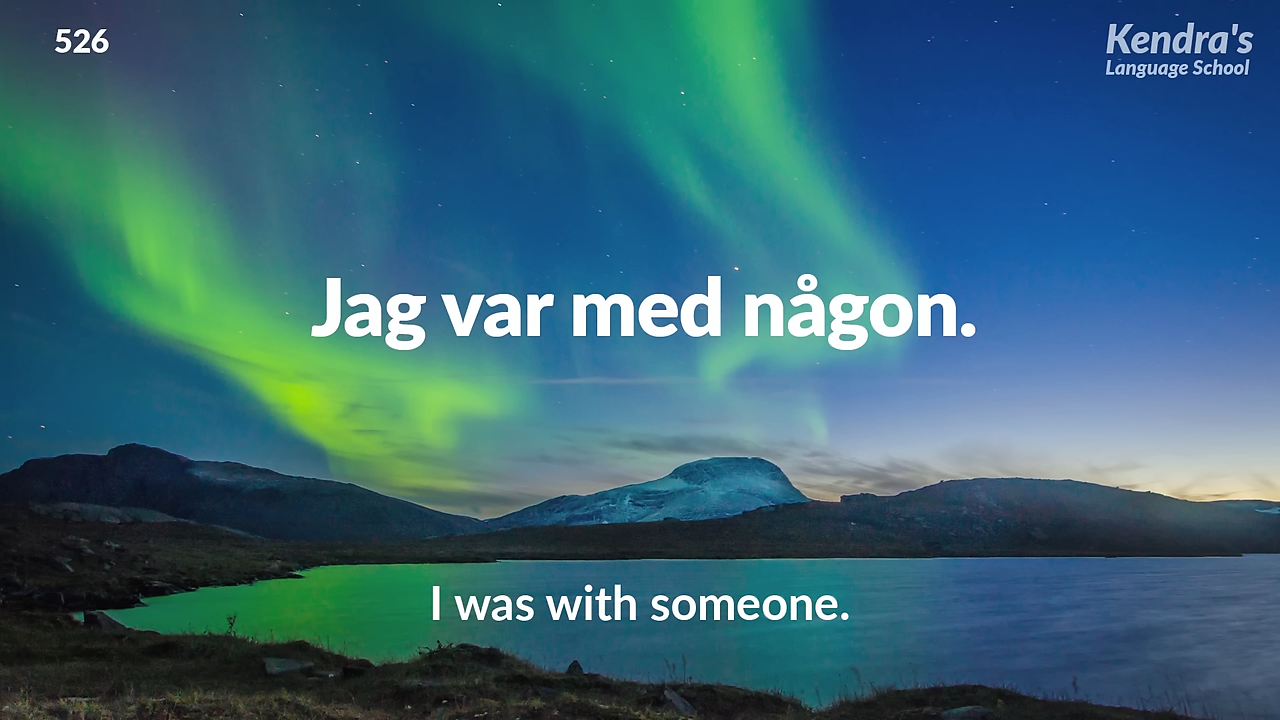 526
Kendra's
Language School
Jag var med någon.
I was with someone.